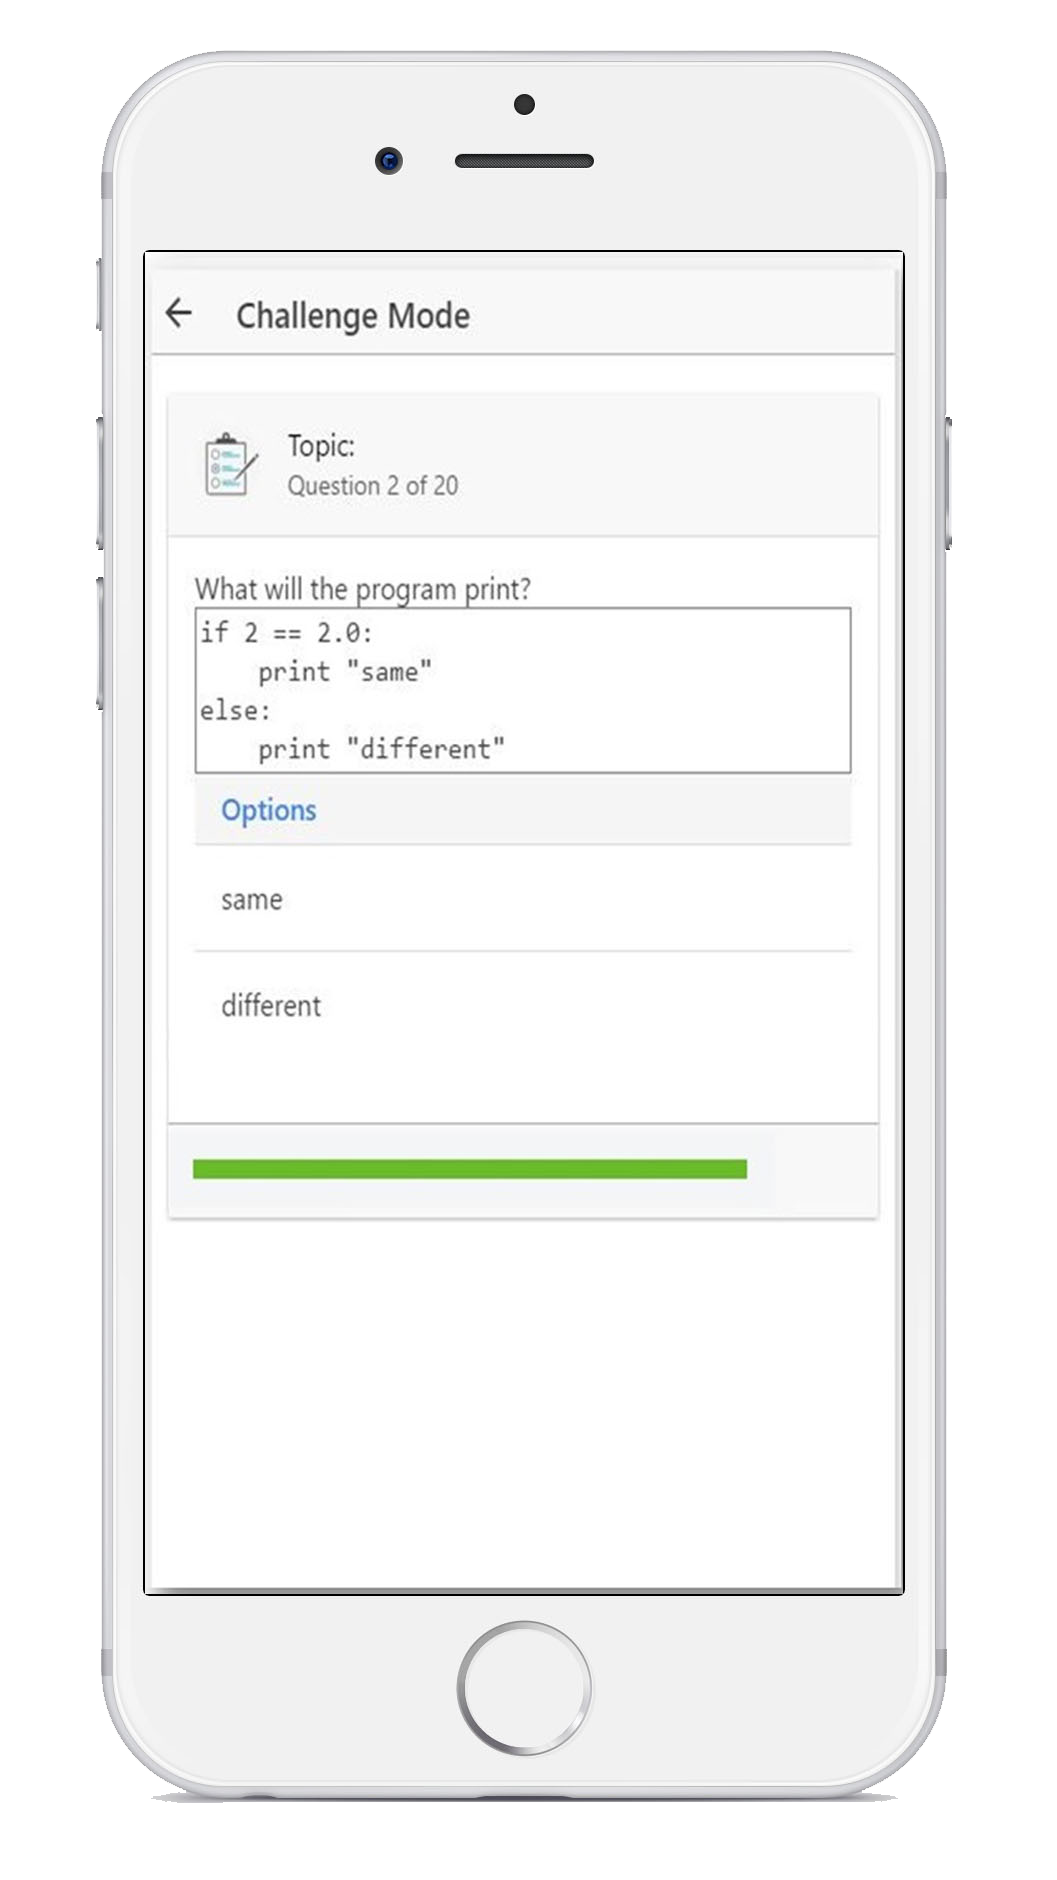 Challenge Mode
Topic:
Question 2 of 20
What will the program print?
if 2 == 2.0:
    print "same"
else:
    print "different"
Options
same
different